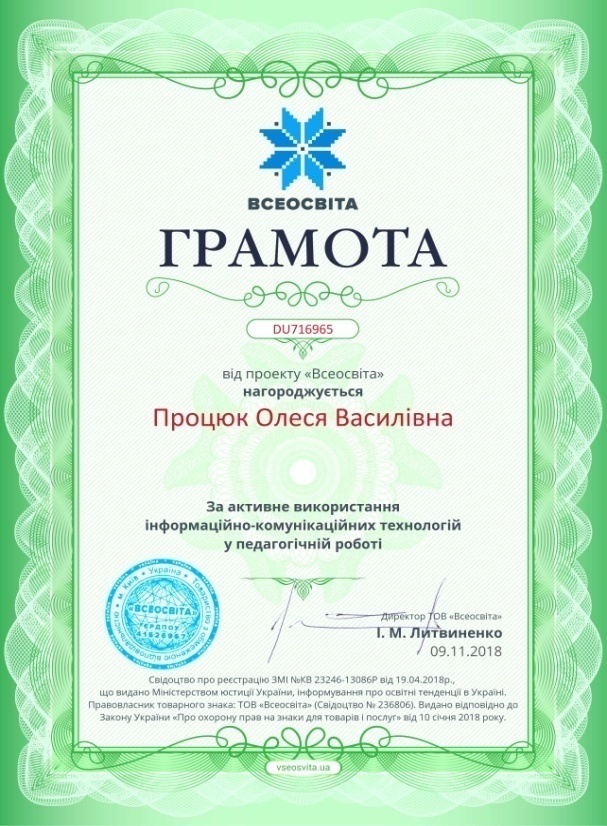 ВСЕОСВІТА
ГРАМОТА
DU716965
від проекту «Всеосвіта»
нагороджується
Процюк Олеся Василівна
За активне використання
інформаційно-комунікаційних технологій
у педагогічній роботі
Товариство з обмеженою відповідальністю * м. Київ * Україна *
«ВСЕОСВІТА»
ЄРДПОУ
41526967
Директор ТОВ «Всеосвіта»
І. М. Литвиненко
09.11.2018
Свідоцтво про реєстрацію ЗМІ №КВ 23246-13086Р від 19.04.2018р.,
що видано Міністерством юстиції України, інформування про освітні тенденції в Україні.
Правовласник товарного знака: ТОВ «Всеосвіта» (Свідоцтво № 236806). Видано відповідно до
Закону України «Про охорону прав на знаки для товарів і послуг» від 10 січня 2018 року.
vseosvita.ua